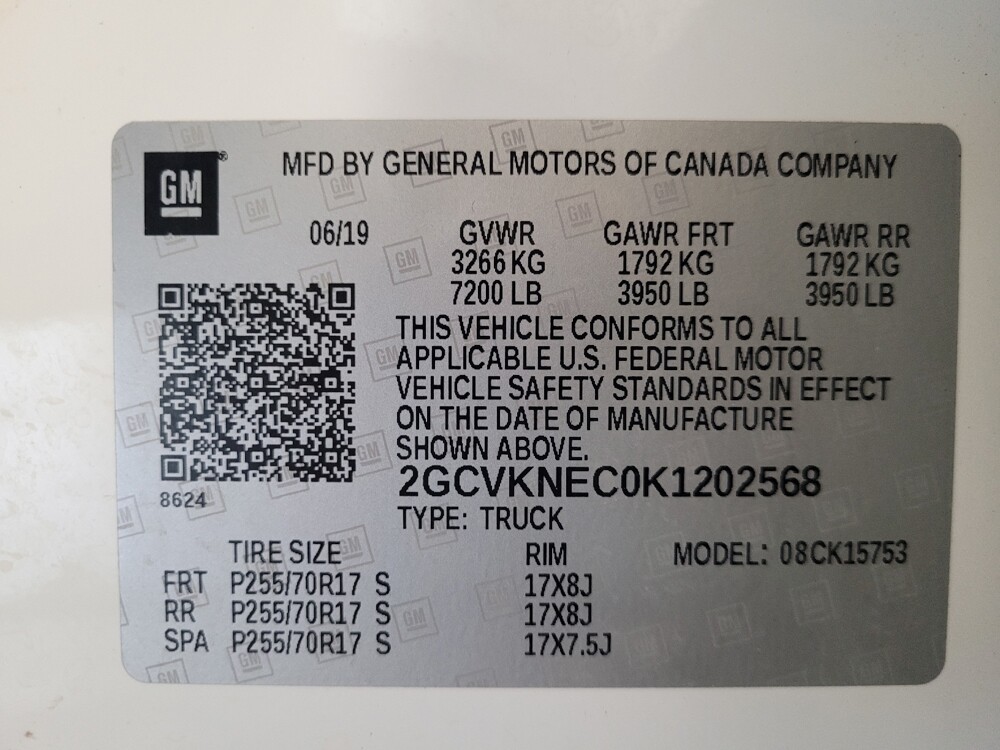 GM
MFD BY GENERAL MOTORS OF CANADA COMPANY
06/19 GVWR GAWR FRT GAWR RR
3266 KG 1792 KG 1792 KG
7200 LB 3950 LB 3950 LB
THIS VEHICLE CONFORMS TO ALL
APPLICABLE U.S. FEDERAL MOTOR
VEHICLE SAFETY STANDARDS IN EFFECT
ON THE DATE OF MANUFACTURE
SHOWN ABOVE.
2GCVKNEC0K1202568
8624
TYPE: TRUCK
TIRE SIZE RIM MODEL: 08CK15753
FRT P255/70R17 S 17X8J
RR P255/70R17 S 17X8J
SPA P255/70R17 S 17X7.5J